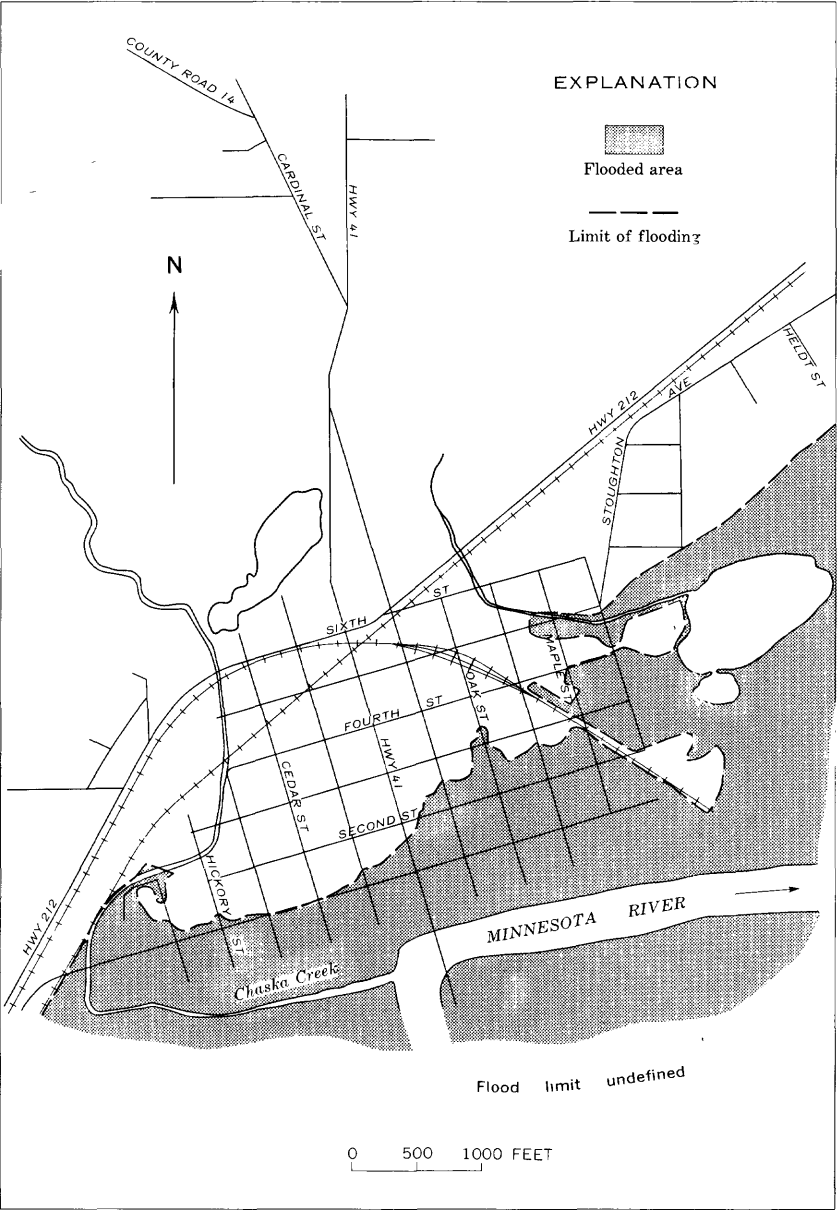 COUNTY ROAD 14
EXPLANATION
Flooded area
CARDINAL ST
HWY 41
Limit of flooding
N
HELDT ST
HWY 212
AVE
STOUGHTON
SIXTH ST
MAPLE ST
OAK ST
FOURTH ST
HWY 41
CEDAR ST
SECOND ST
HICKORY ST
HWY 212
MINNESOTA RIVER
Chaska Creek
Flood limit undefined
0 500 1000 FEET